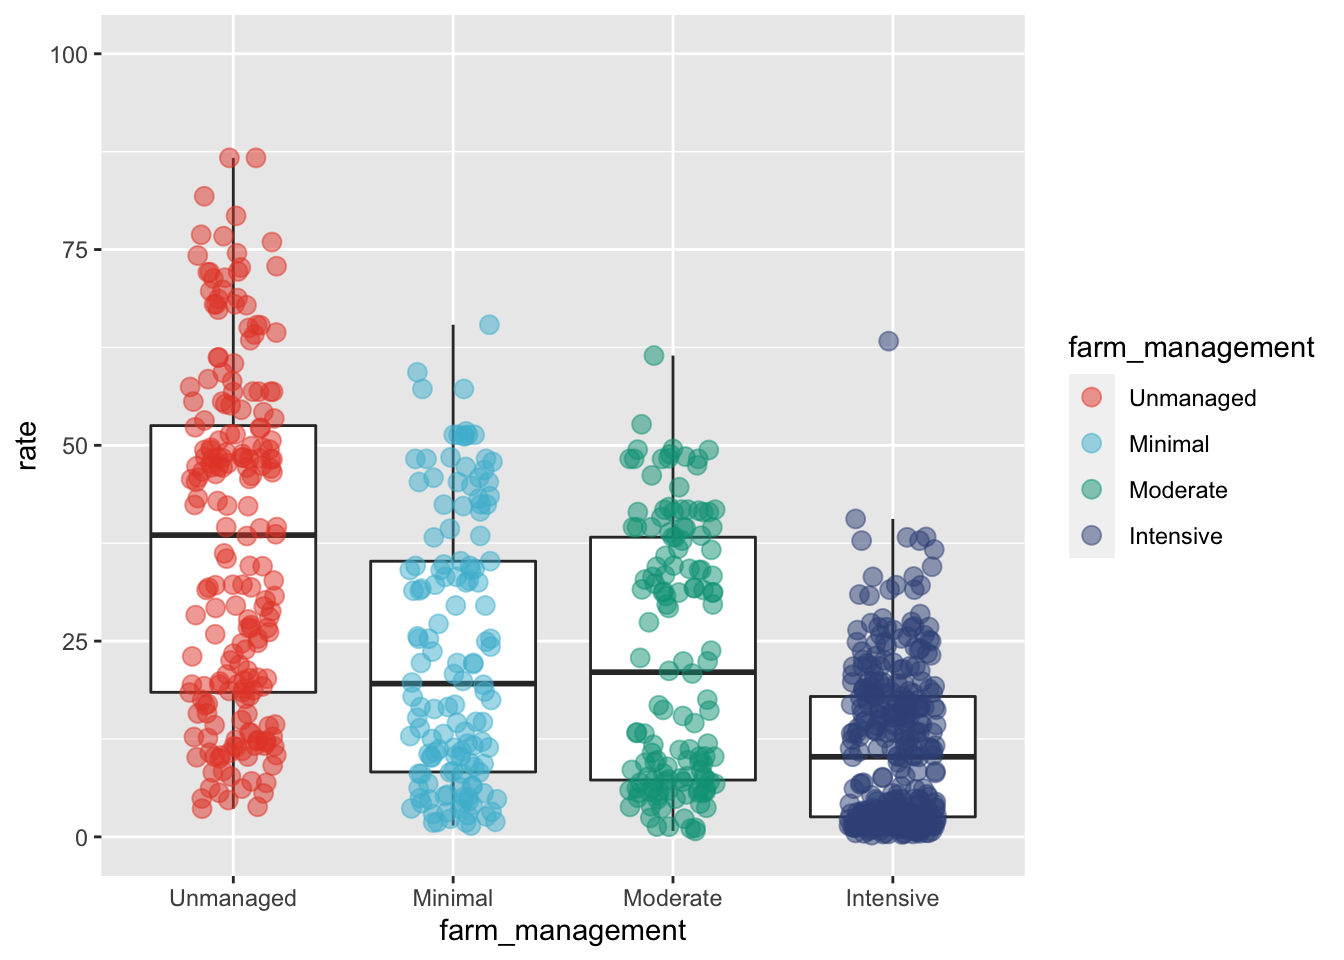 100
75
50
25
0
rate
Unmanaged
Minimal
Moderate
Intensive
farm_management
farm_management
Unmanaged
Minimal
Moderate
Intensive